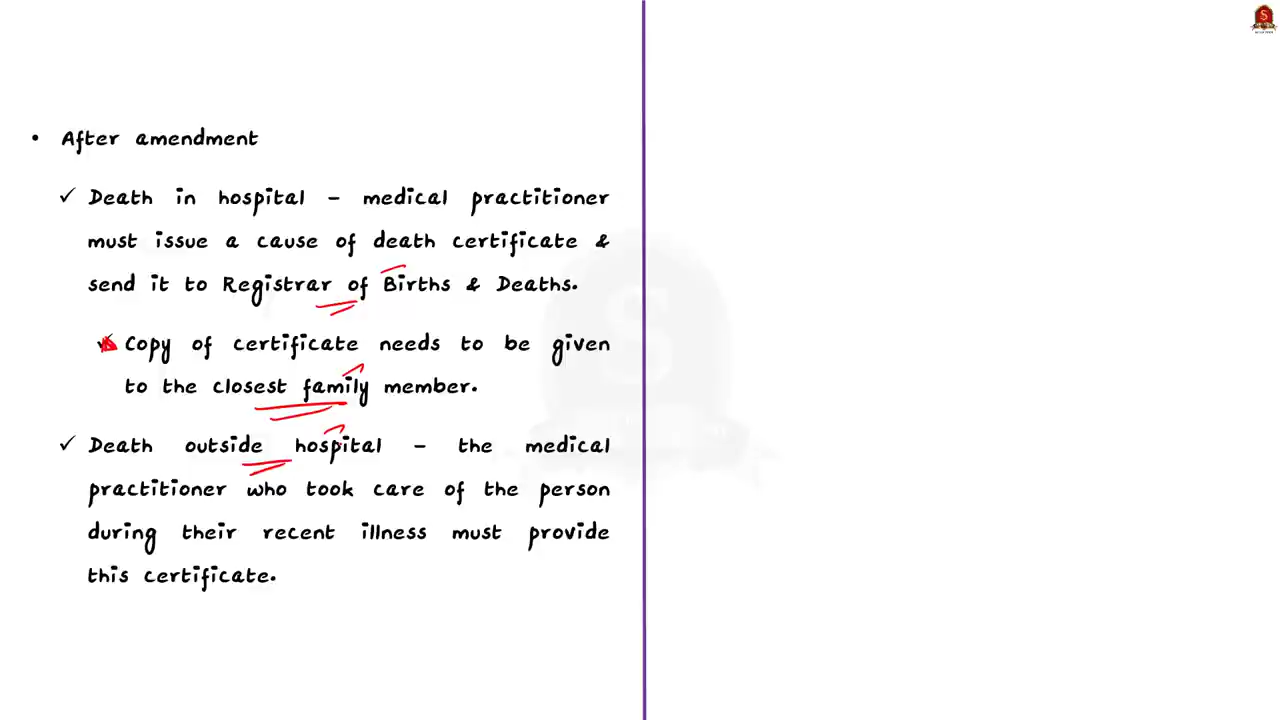 • After amendment
✓ Death in hospital – medical practitioner
must issue a cause of death certificate &
send it to Registrar of Births & Deaths.
Copy of certificate needs to be given
to the closest family member.
✓ Death outside hospital – the medical
practitioner who took care of the person
during their recent illness must provide
this certificate.
S